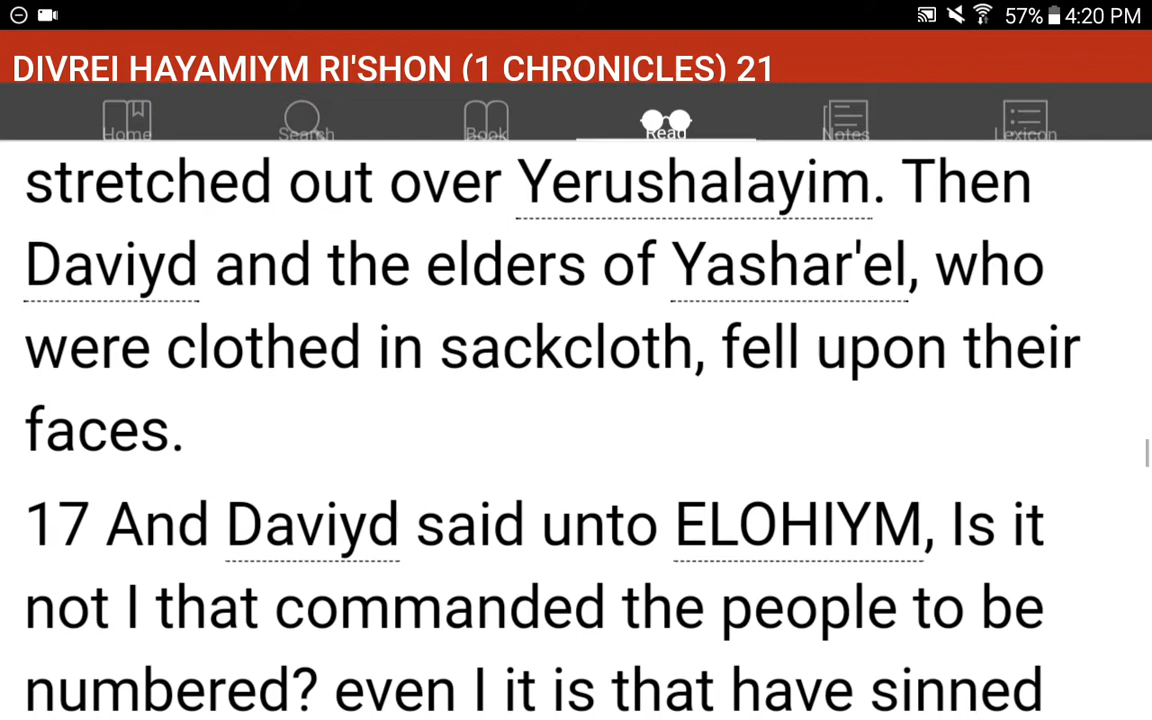 57% 4:20 PM
DIVREI HAYAMIYM RI'SHON (1 CHRONICLES) 21
Home Search Book Read Notes Lexicon
stretched out over Yerushalayim. Then
Daviyd and the elders of Yashar'el, who
were clothed in sackcloth, fell upon their
faces.
17 And Daviyd said unto ELOHIYM, Is it
not I that commanded the people to be
numbered? even I it is that have sinned